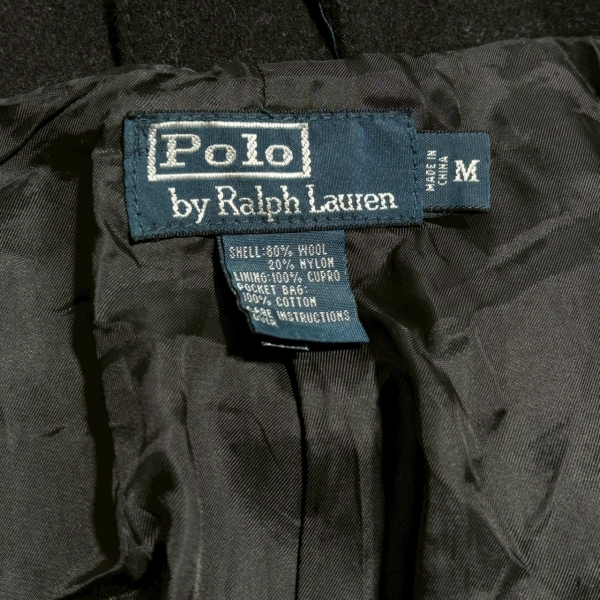 Polo
by Ralph Lauren
MADE IN
CHINA
M
SHELL:80% WOOL
20% NYLON
LINING:100% CUPRO
POCKET BAG:
100% COTTON
CARE INSTRUCTIONS
OVER